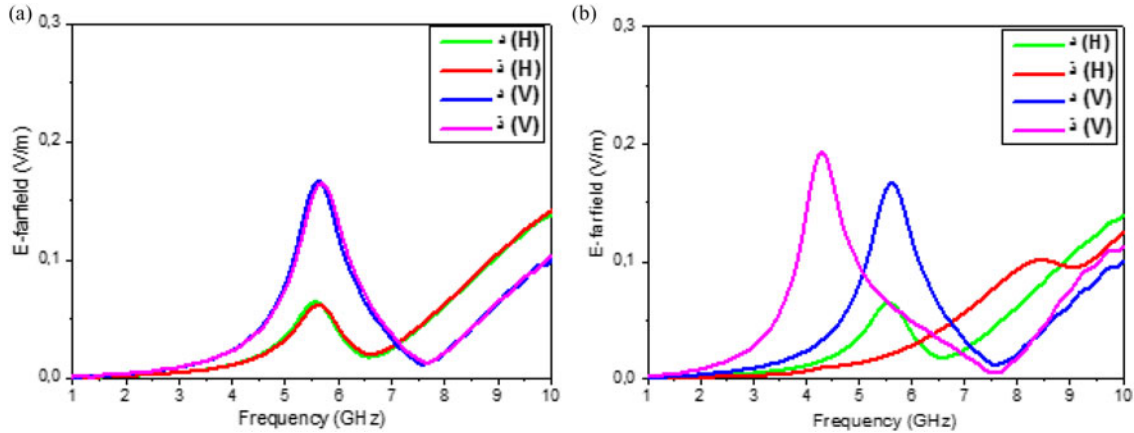 (a)
E-farfield (V/m)
0,3
0,2
0,1
0,0
1 2 3 4 5 6 7 8 9 10
Frequency (GHz)
د (H)
ذ (H)
د (V)
ذ (V)
(b)
E-farfield (V/m)
0,3
0,2
0,1
0,0
1 2 3 4 5 6 7 8 9 10
Frequency (GHz)
د (H)
ذ (H)
د (V)
ذ (V)